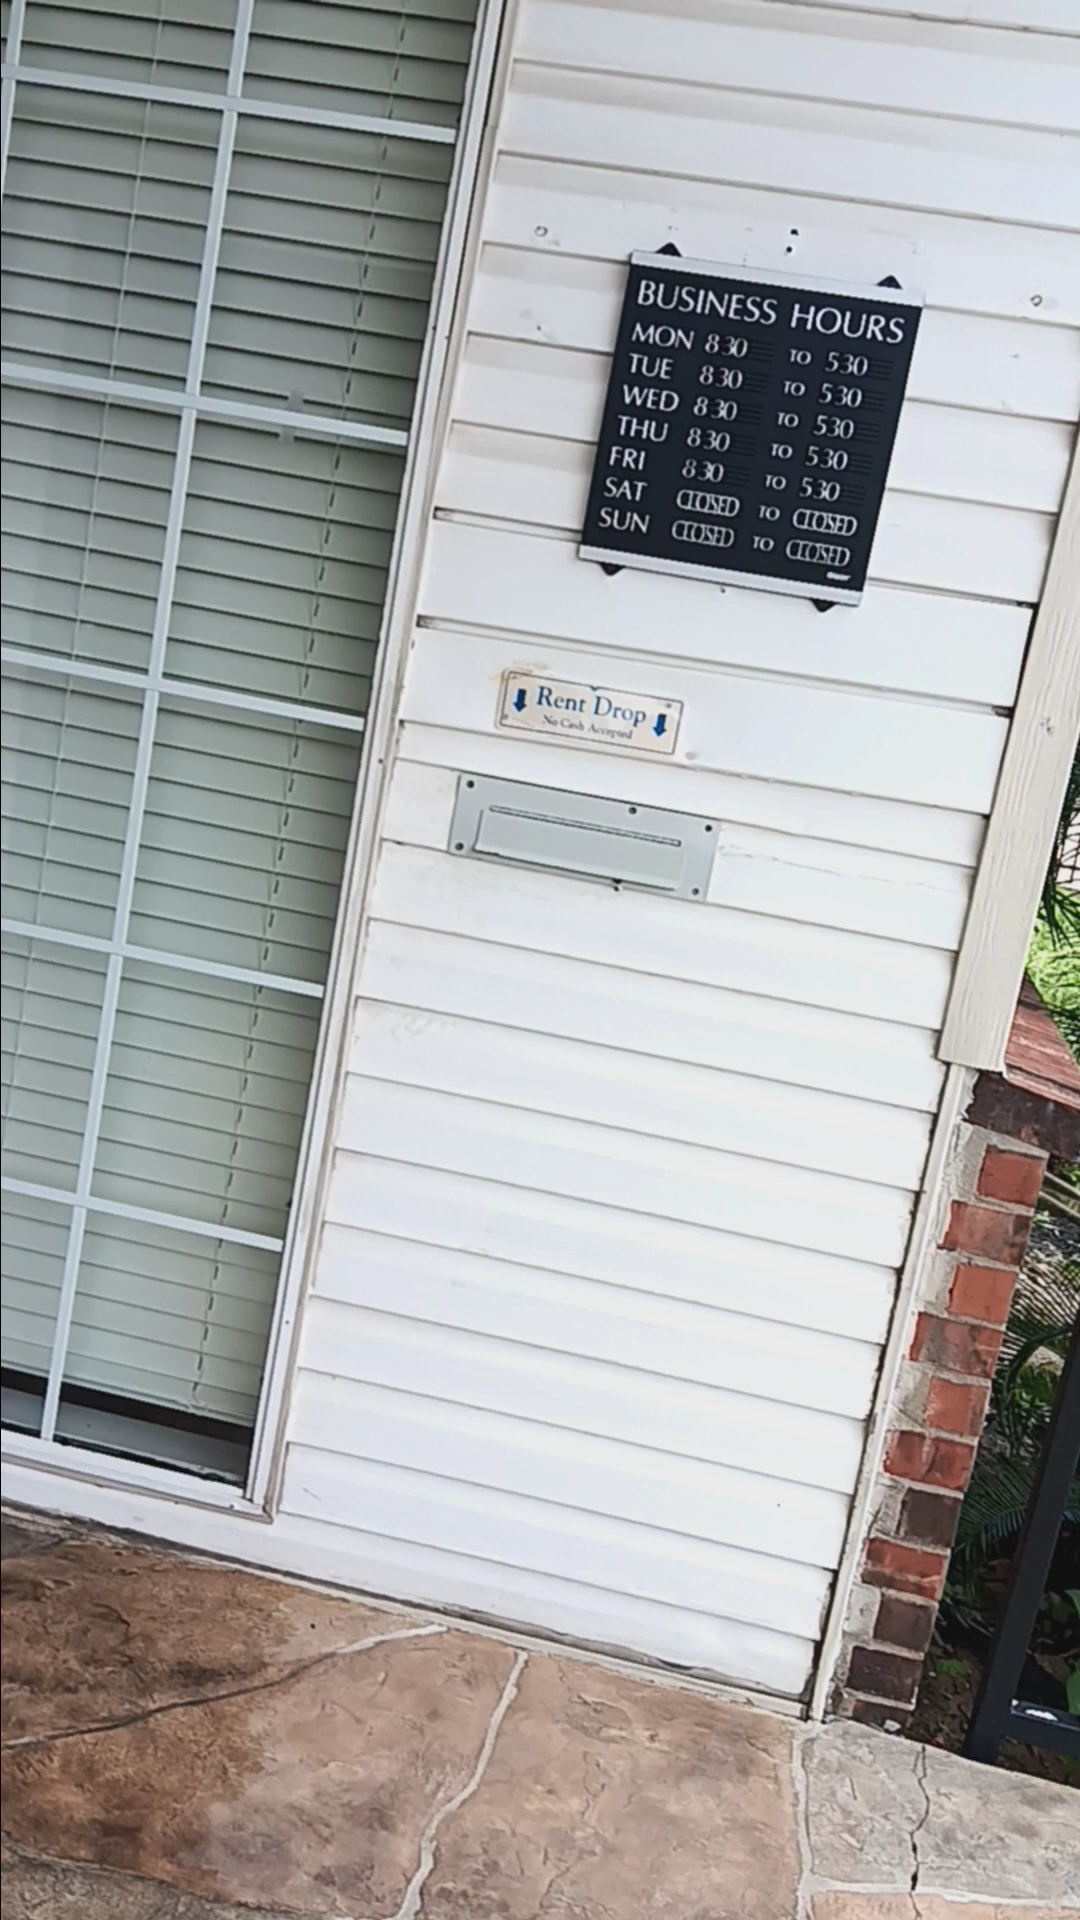 BUSINESS HOURS
MON 830 TO 530
TUE 830 TO 530
WED 830 TO 530
THU 830 TO 530
FRI 830 TO 530
SAT CLOSED TO CLOSED
SUN CLOSED TO CLOSED
Rent Drop
No Cash Accepted